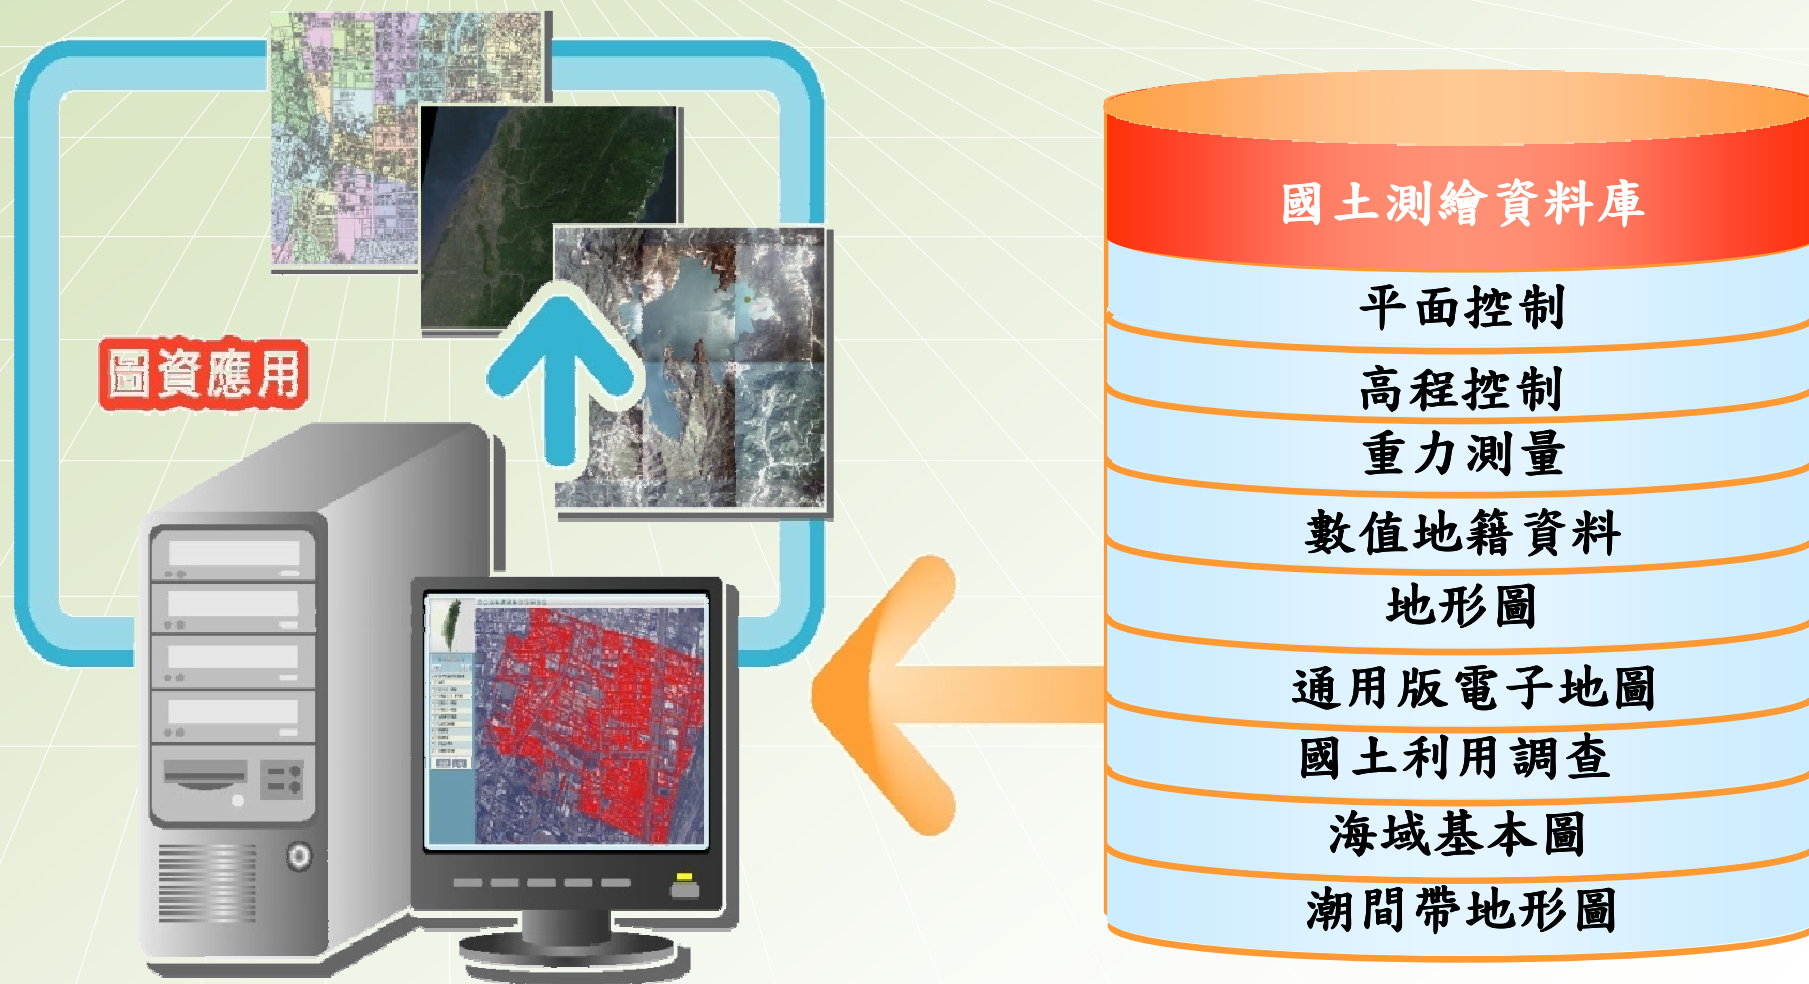 圖資應用
國土測繪資料庫
平面控制
高程控制
重力測量
數值地籍資料
地形圖
通用版電子地圖
國土利用調查
海域基本圖
潮間帶地形圖